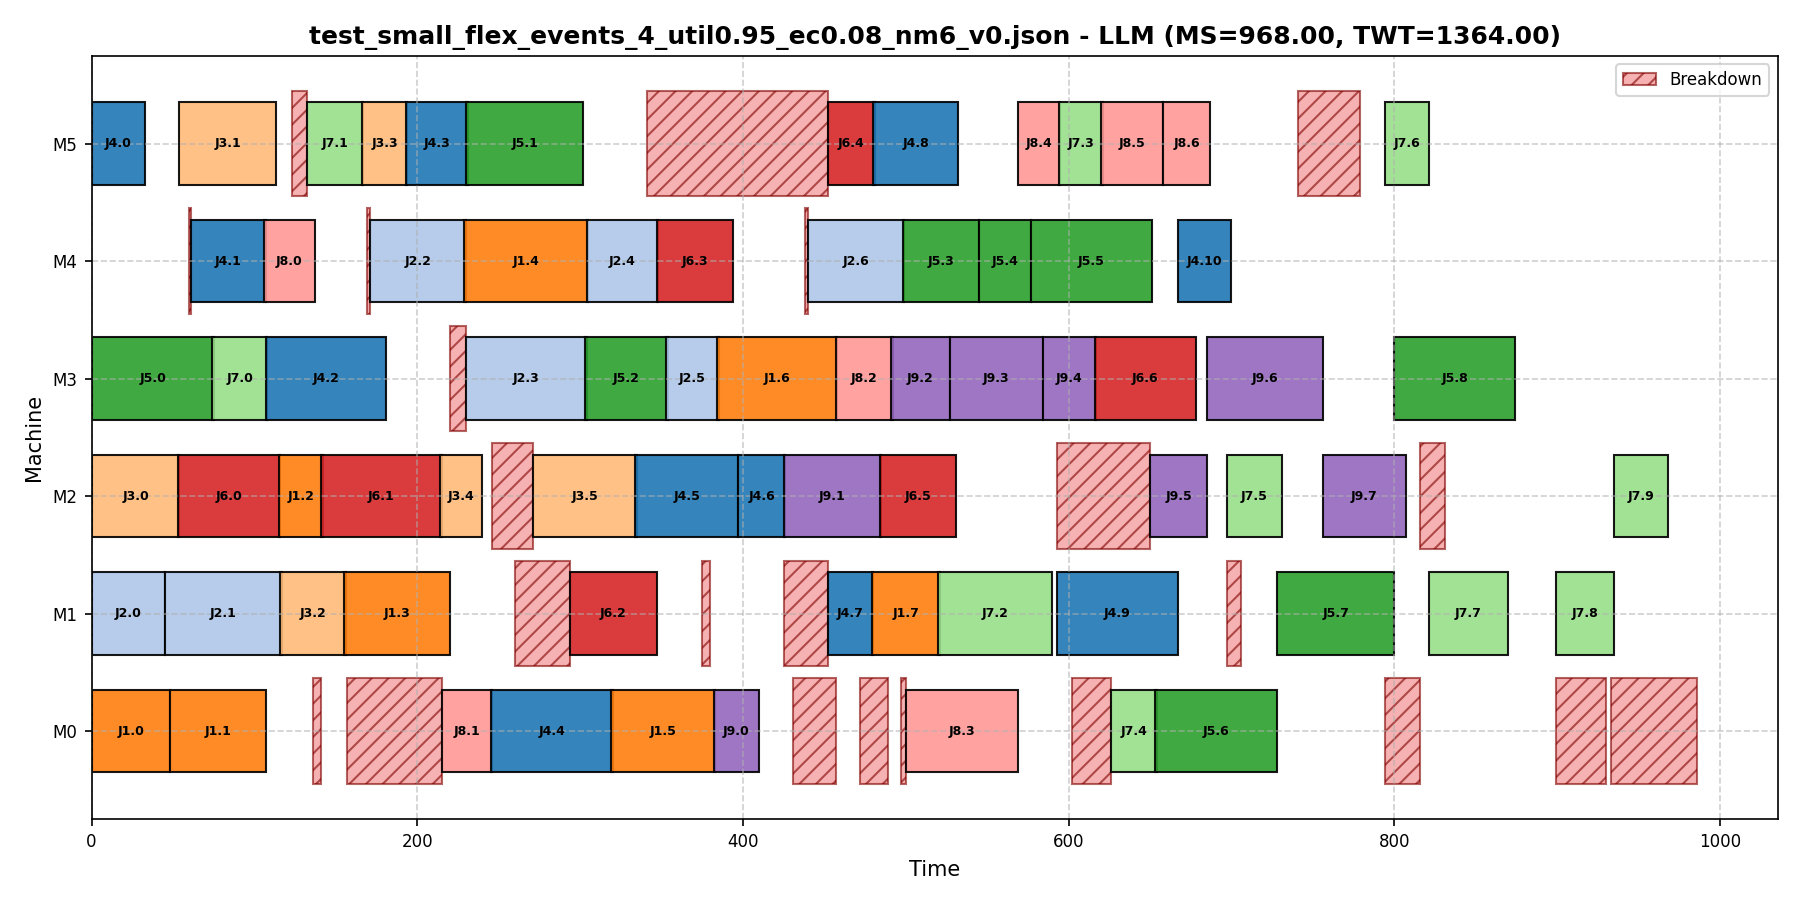 test_small_flex_events_4_util0.95_ec0.08_nm6_v0.json - LLM (MS=968.00, TWT=1364.00)
Breakdown
M5
J4.0 J3.1 J7.1 J3.3 J4.3 J5.1 J6.4 J4.8 J8.4 J7.3 J8.5 J8.6 J7.6
M4
J4.1 J8.0 J2.2 J1.4 J2.4 J6.3 J2.6 J5.3 J5.4 J5.5 J4.10
M3
J5.0 J7.0 J4.2 J2.3 J5.2 J2.5 J1.6 J8.2 J9.2 J9.3 J9.4 J6.6 J9.6 J5.8
M2
J3.0 J6.0 J1.2 J6.1 J3.4 J3.5 J4.5 J4.6 J9.1 J6.5 J9.5 J7.5 J9.7 J7.9
M1
J2.0 J2.1 J3.2 J1.3 J6.2 J4.7 J1.7 J7.2 J4.9 J5.7 J7.7 J7.8
M0
J1.0 J1.1 J8.1 J4.4 J1.5 J9.0 J8.3 J7.4 J5.6
Machine
0 200 400 600 800 1000
Time